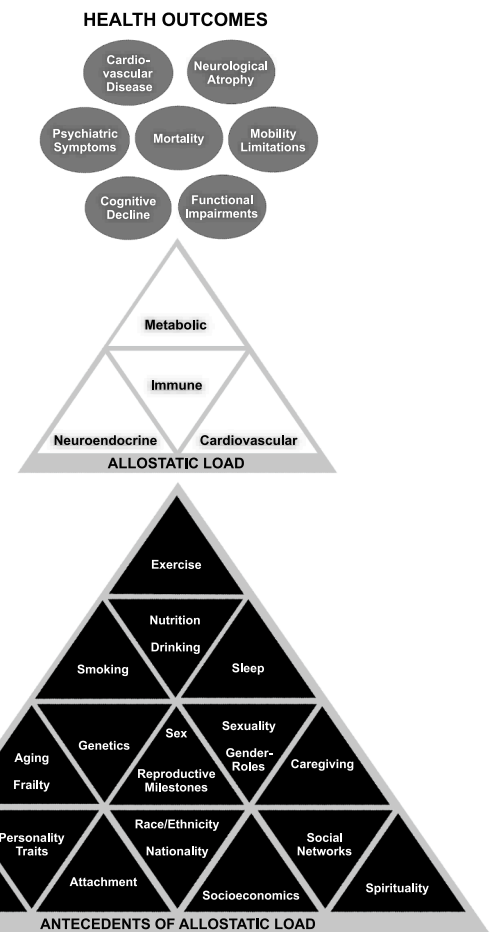 HEALTH OUTCOMES
Cardio-
vascular
Disease
Neurological
Atrophy
Psychiatric
Symptoms
Mortality
Mobility
Limitations
Cognitive
Decline
Functional
Impairments
Metabolic
Immune
Neuroendocrine
Cardiovascular
ALLOSTATIC LOAD
Exercise
Nutrition
Drinking
Smoking
Sleep
Aging
Frailty
Genetics
Sex
Reproductive
Milestones
Sexuality
Gender-
Roles
Caregiving
Personality
Traits
Attachment
Race/Ethnicity
Nationality
Socioeconomics
Social
Networks
Spirituality
ANTECEDENTS OF ALLOSTATIC LOAD